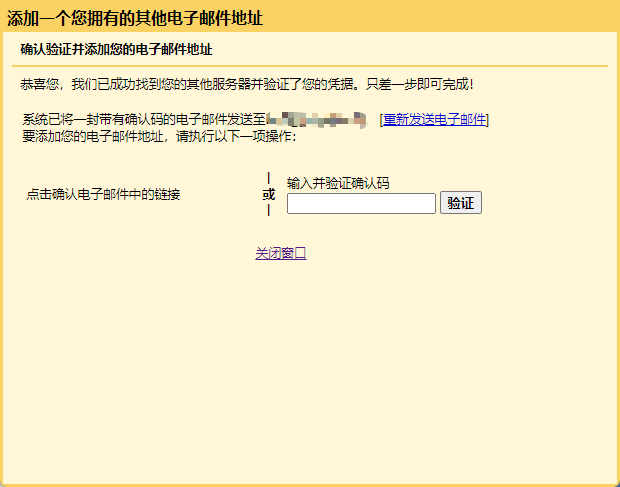 添加一个您拥有的其他电子邮件地址
确认验证并添加您的电子邮件地址
恭喜您，我们已成功找到您的其他服务器并验证了您的凭据。只差一步即可完成！
系统已将一封带有确认码的电子邮件发送至 [重新发送电子邮件]
要添加您的电子邮件地址，请执行以下一项操作：
点击确认电子邮件中的链接
或
输入并验证确认码
验证
关闭窗口